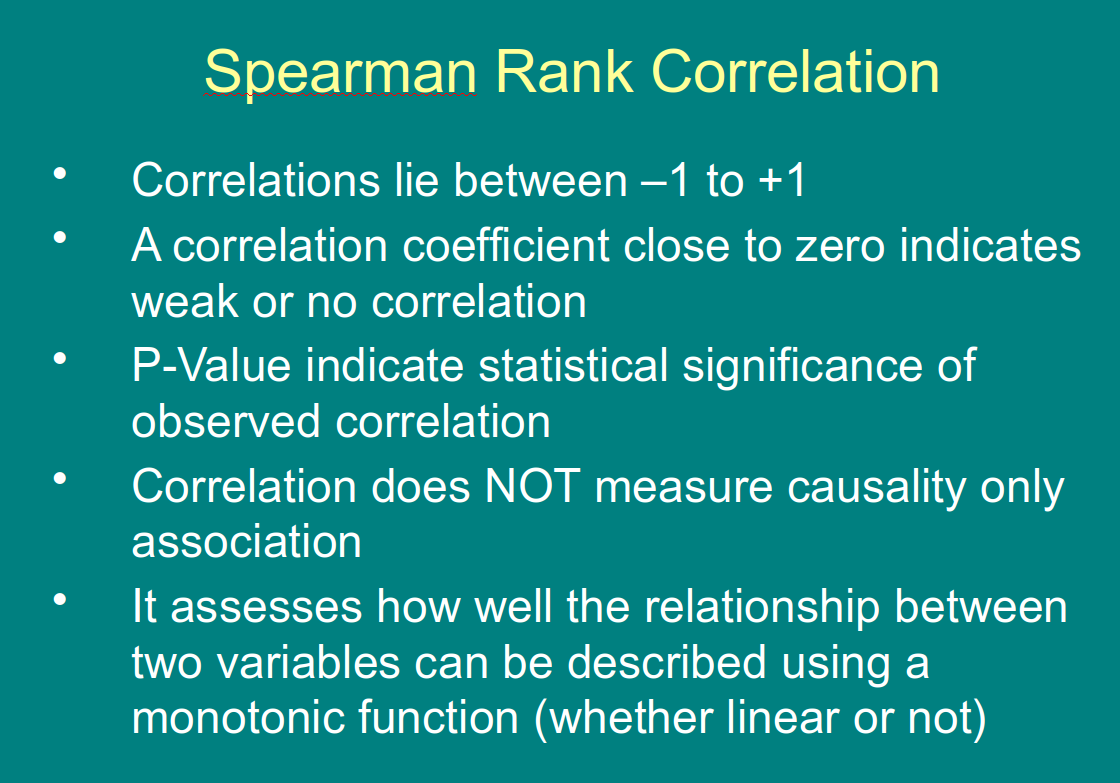 Spearman Rank Correlation
• Correlations lie between –1 to +1
• A correlation coefficient close to zero indicates
weak or no correlation
• P-Value indicate statistical significance of
observed correlation
• Correlation does NOT measure causality only
association
• It assesses how well the relationship between
two variables can be described using a
monotonic function (whether linear or not)